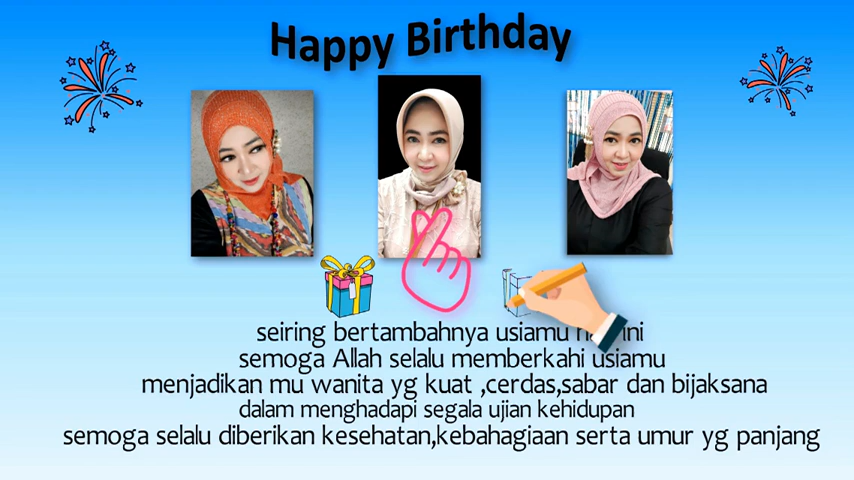 Happy Birthday
seiring bertambahnya usiamu ini
semoga Allah selalu memberkahi usiamu
menjadikan mu wanita yg kuat ,cerdas,sabar dan bijaksana
dalam menghadapi segala ujian kehidupan
semoga selalu diberikan kesehatan,kebahagiaan serta umur yg panjang